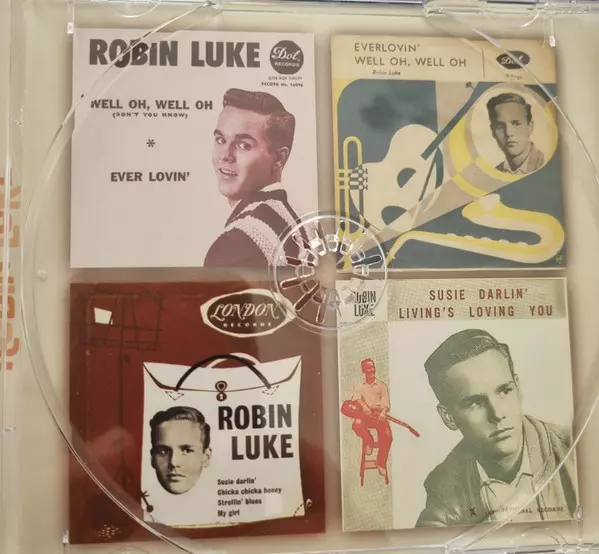 ROBIN LUKE
Dot
RECORDS
WELL OH, WELL OH
(DON'T YOU KNOW)
*
EVER LOVIN'
EVERLOVIN'
WELL OH, WELL OH
Robin Luke
Dot
LONDON
RECORDS
ROBIN
LUKE
Susie darlin'
Chicka chicka honey
Strollin' blues
My girl
ROBIN
LUKE
SUSIE DARLIN'
LIVING'S LOVING YOU